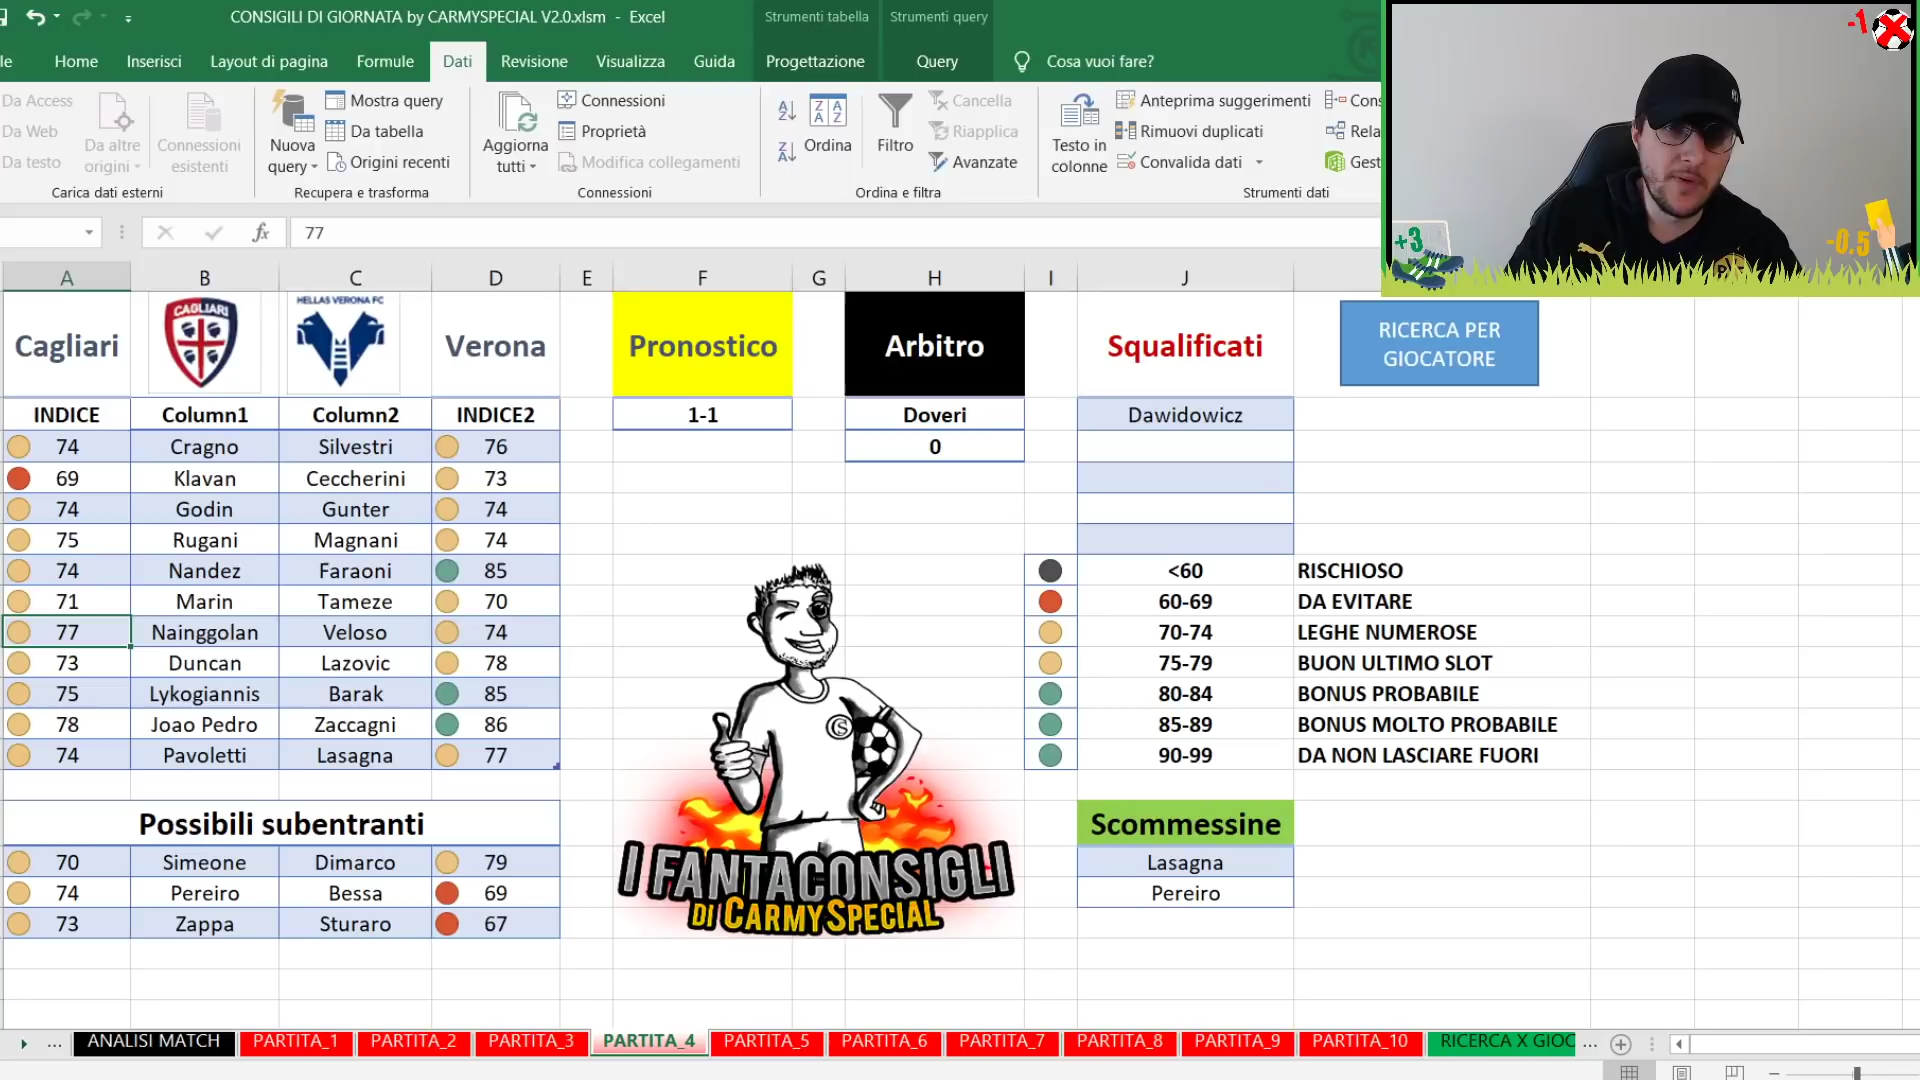 CONSIGILI DI GIORNATA by CARMYSPECIAL V2.0.xlsm - Excel
Strumenti tabella Strumenti query
le Home Inserisci Layout di pagina Formule Dati Revisione Visualizza Guida Progettazione Query Cosa vuoi fare?
Da Access
Da Web
Da testo
Da altre origini
Connessioni esistenti
Carica dati esterni
Nuova query
Mostra query
Da tabella
Origini recenti
Recupera e trasforma
Aggiorna tutti
Connessioni
Proprietà
Modifica collegamenti
Connessioni
Ordina
Filtro
Cancella
Riapplica
Avanzate
Ordina e filtra
Testo in colonne
Anteprima suggerimenti
Rimuovi duplicati
Convalida dati
Cons
Rela
Gest
Strumenti dati
-1
+3
-0.5
fx 77
A B C D E F G H I J
Cagliari CAGLIARI HELLAS VERONA FC Verona Pronostico Arbitro Squalificati RICERCA PER GIOCATORE
INDICE Column1 Column2 INDICE2 1-1 Doveri Dawidowicz
74 Cragno Silvestri 76 0
69 Klavan Ceccherini 73
74 Godin Gunter 74
75 Rugani Magnani 74
74 Nandez Faraoni 85 <60 RISCHIOSO
71 Marin Tameze 70 60-69 DA EVITARE
77 Nainggolan Veloso 74 70-74 LEGHE NUMEROSE
73 Duncan Lazovic 78 75-79 BUON ULTIMO SLOT
75 Lykogiannis Barak 85 80-84 BONUS PROBABILE
78 Joao Pedro Zaccagni 86 85-89 BONUS MOLTO PROBABILE
74 Pavoletti Lasagna 77 90-99 DA NON LASCIARE FUORI
Possibili subentranti Scommessine
70 Simeone Dimarco 79 Lasagna
74 Pereiro Bessa 69 Pereiro
73 Zappa Sturaro 67
CS
I FANTACONSIGLI
DI CARMYSPECIAL
... ANALISI MATCH PARTITA_1 PARTITA_2 PARTITA_3 PARTITA_4 PARTITA_5 PARTITA_6 PARTITA_7 PARTITA_8 PARTITA_9 PARTITA_10 RICERCA X GIOC ...